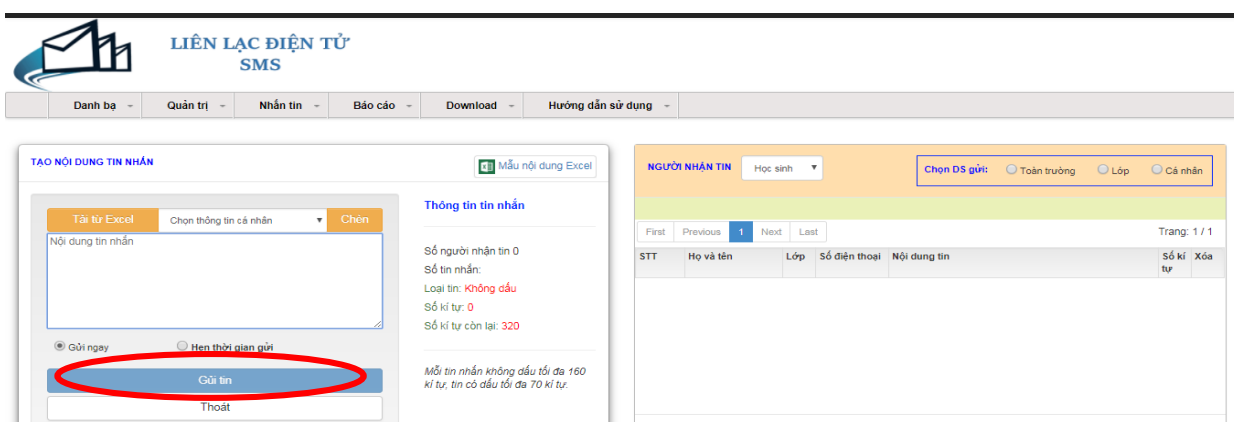 LIÊN LẠC ĐIỆN TỬ
SMS
Danh bạ Quản trị Nhắn tin Báo cáo Download Hướng dẫn sử dụng
TẠO NỘI DUNG TIN NHẮN
Mẫu nội dung Excel
Tải từ Excel Chọn thông tin cá nhân Chèn
Nội dung tin nhắn
Gửi ngay Hẹn thời gian gửi
Gửi tin
Thoát
Thông tin tin nhắn
Số người nhận tin 0
Số tin nhắn:
Loại tin: Không dấu
Số kí tự: 0
Số kí tự còn lại: 320
Mỗi tin nhắn không dấu tối đa 160
kí tự, tin có dấu tối đa 70 kí tự.
NGƯỜI NHẬN TIN Học sinh Chọn DS gửi: Toàn trường Lớp Cá nhân
First Previous 1 Next Last Trang: 1 / 1
STT Họ và tên Lớp Số điện thoại Nội dung tin Số kí Xóa
tự